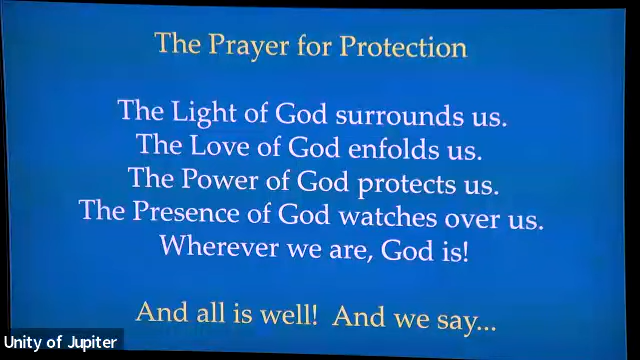 The Prayer for Protection
The Light of God surrounds us.
The Love of God enfolds us.
The Power of God protects us.
The Presence of God watches over us.
Wherever we are, God is!
And all is well!  And we say...
Unity of Jupiter